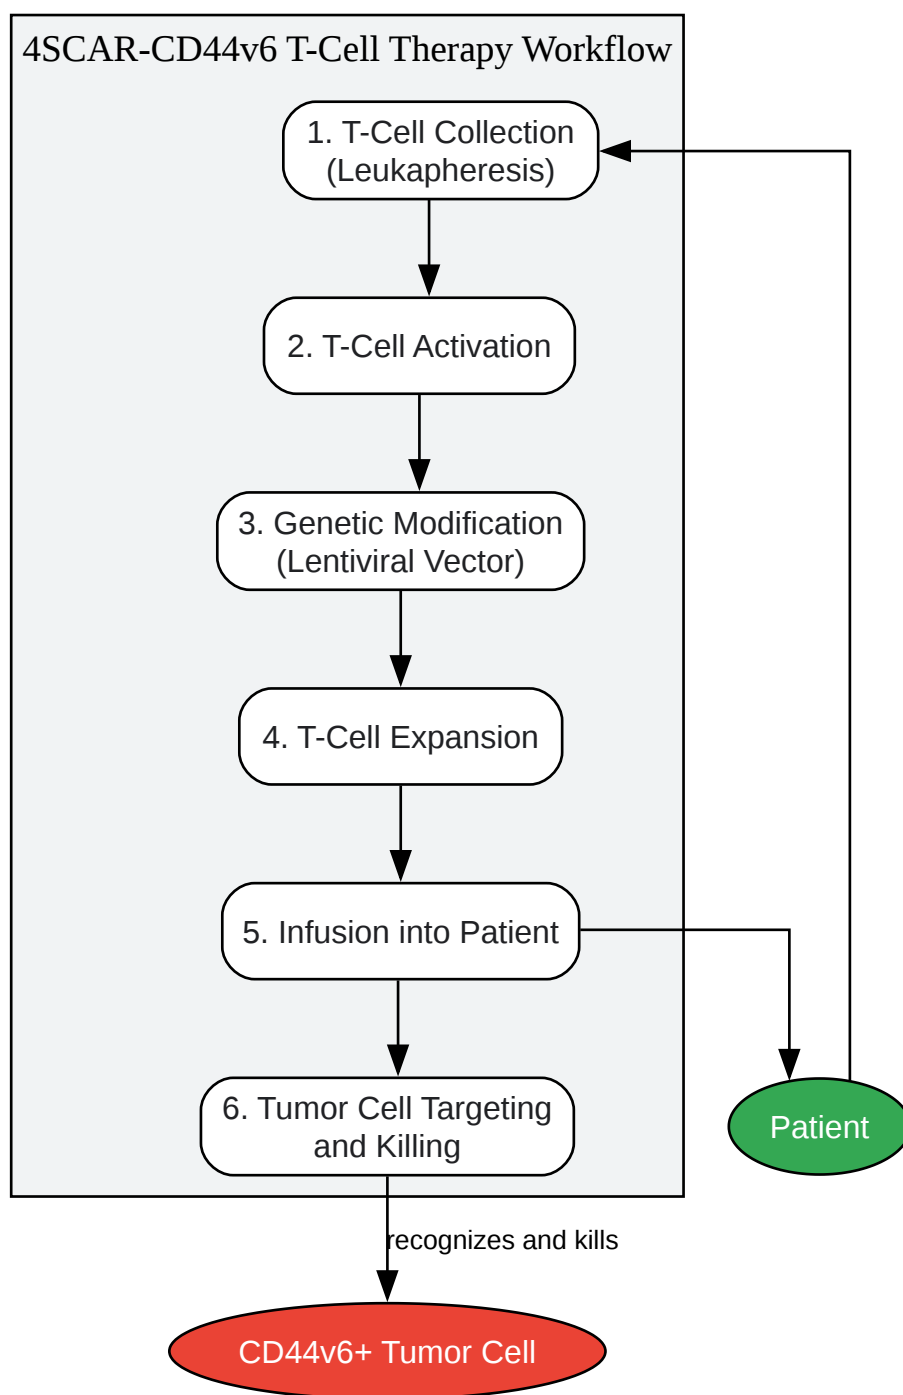 4SCAR-CD44v6 T-Cell Therapy Workflow
1. T-Cell Collection
(Leukapheresis)
2. T-Cell Activation
3. Genetic Modification
(Lentiviral Vector)
4. T-Cell Expansion
5. Infusion into Patient
6. Tumor Cell Targeting
and Killing
Patient
recognizes and kills
CD44v6+ Tumor Cell